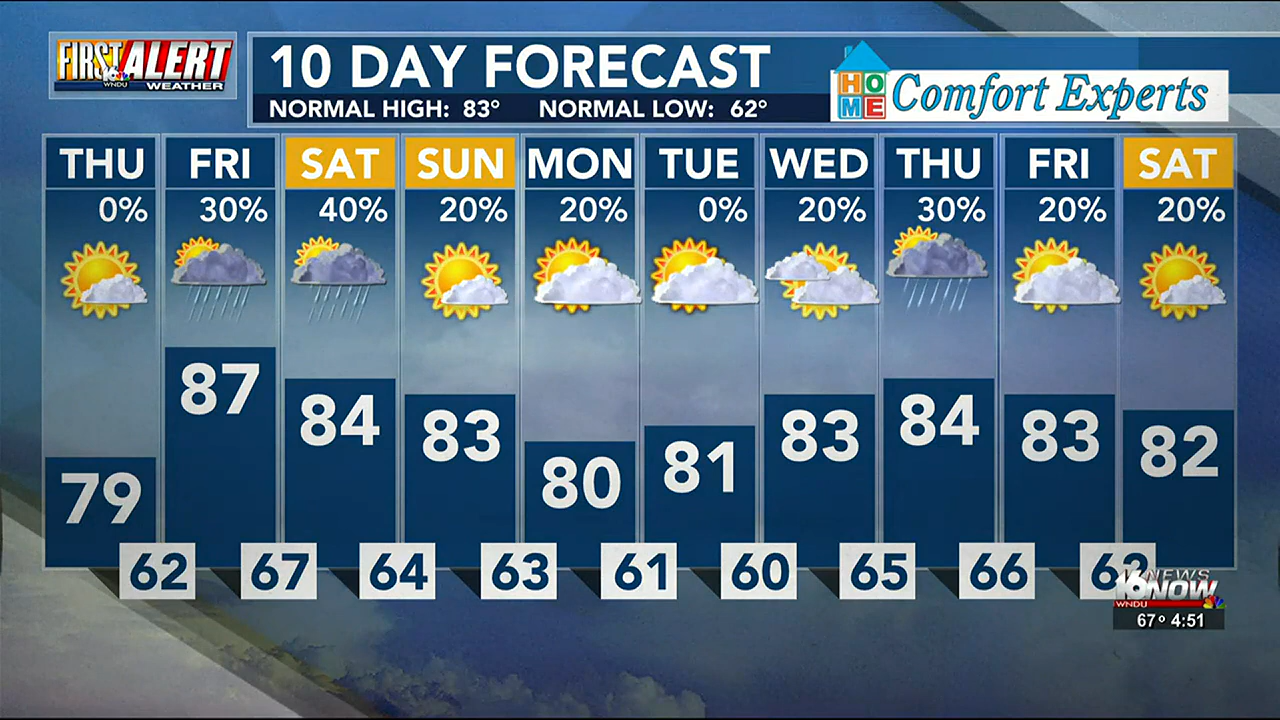 FIRST ALERT
16
WNDU
WEATHER
10 DAY FORECAST
NORMAL HIGH: 83° NORMAL LOW: 62°
HOME Comfort Experts
THU FRI SAT SUN MON TUE WED THU FRI SAT
0% 30% 40% 20% 20% 0% 20% 30% 20% 20%
79 87 84 83 80 81 83 84 83 82
62 67 64 63 61 60 65 66
16 NEWS NOW
WNDU
67° 4:51